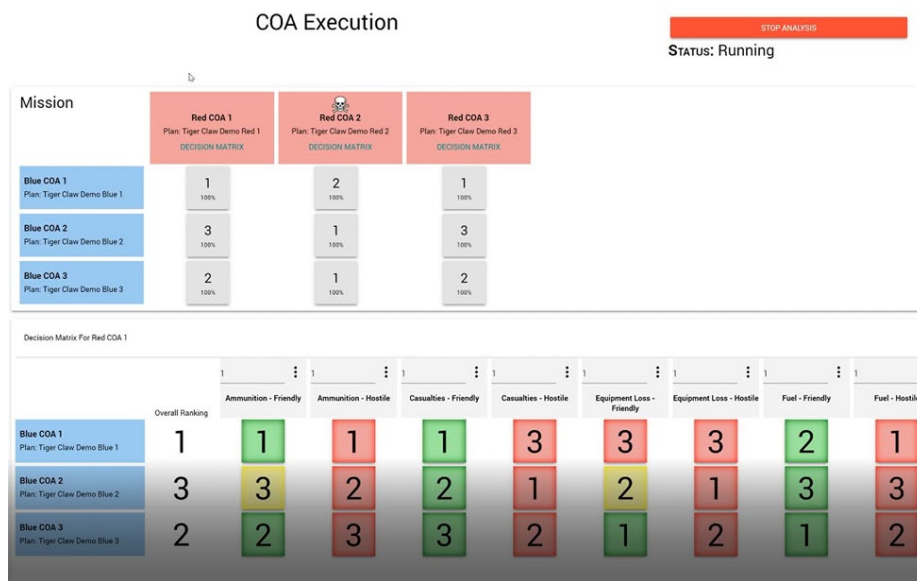 COA Execution
STOP ANALYSIS
STATUS: Running
Mission
Red COA 1
Plan: Tiger Claw Demo Red 1
DECISION MATRIX
Red COA 2
Plan: Tiger Claw Demo Red 2
DECISION MATRIX
Red COA 3
Plan: Tiger Claw Demo Red 3
DECISION MATRIX
Blue COA 1
Plan: Tiger Claw Demo Blue 1
1
100%
2
100%
1
100%
Blue COA 2
Plan: Tiger Claw Demo Blue 2
3
100%
1
100%
3
100%
Blue COA 3
Plan: Tiger Claw Demo Blue 3
2
100%
1
100%
2
100%
Decision Matrix For Red COA 1
1 1 1 1 1 1 1 1
Overall Ranking
Ammunition - Friendly
Ammunition - Hostile
Casualties - Friendly
Casualties - Hostile
Equipment Loss -
Friendly
Equipment Loss - Hostile
Fuel - Friendly
Fuel - Hostile
Blue COA 1
Plan: Tiger Claw Demo Blue 1
1 1 1 1 3 3 3 2 1
Blue COA 2
Plan: Tiger Claw Demo Blue 2
3 3 2 2 1 2 1 3 3
Blue COA 3
Plan: Tiger Claw Demo Blue 3
2 2 3 3 2 1 2 1 2